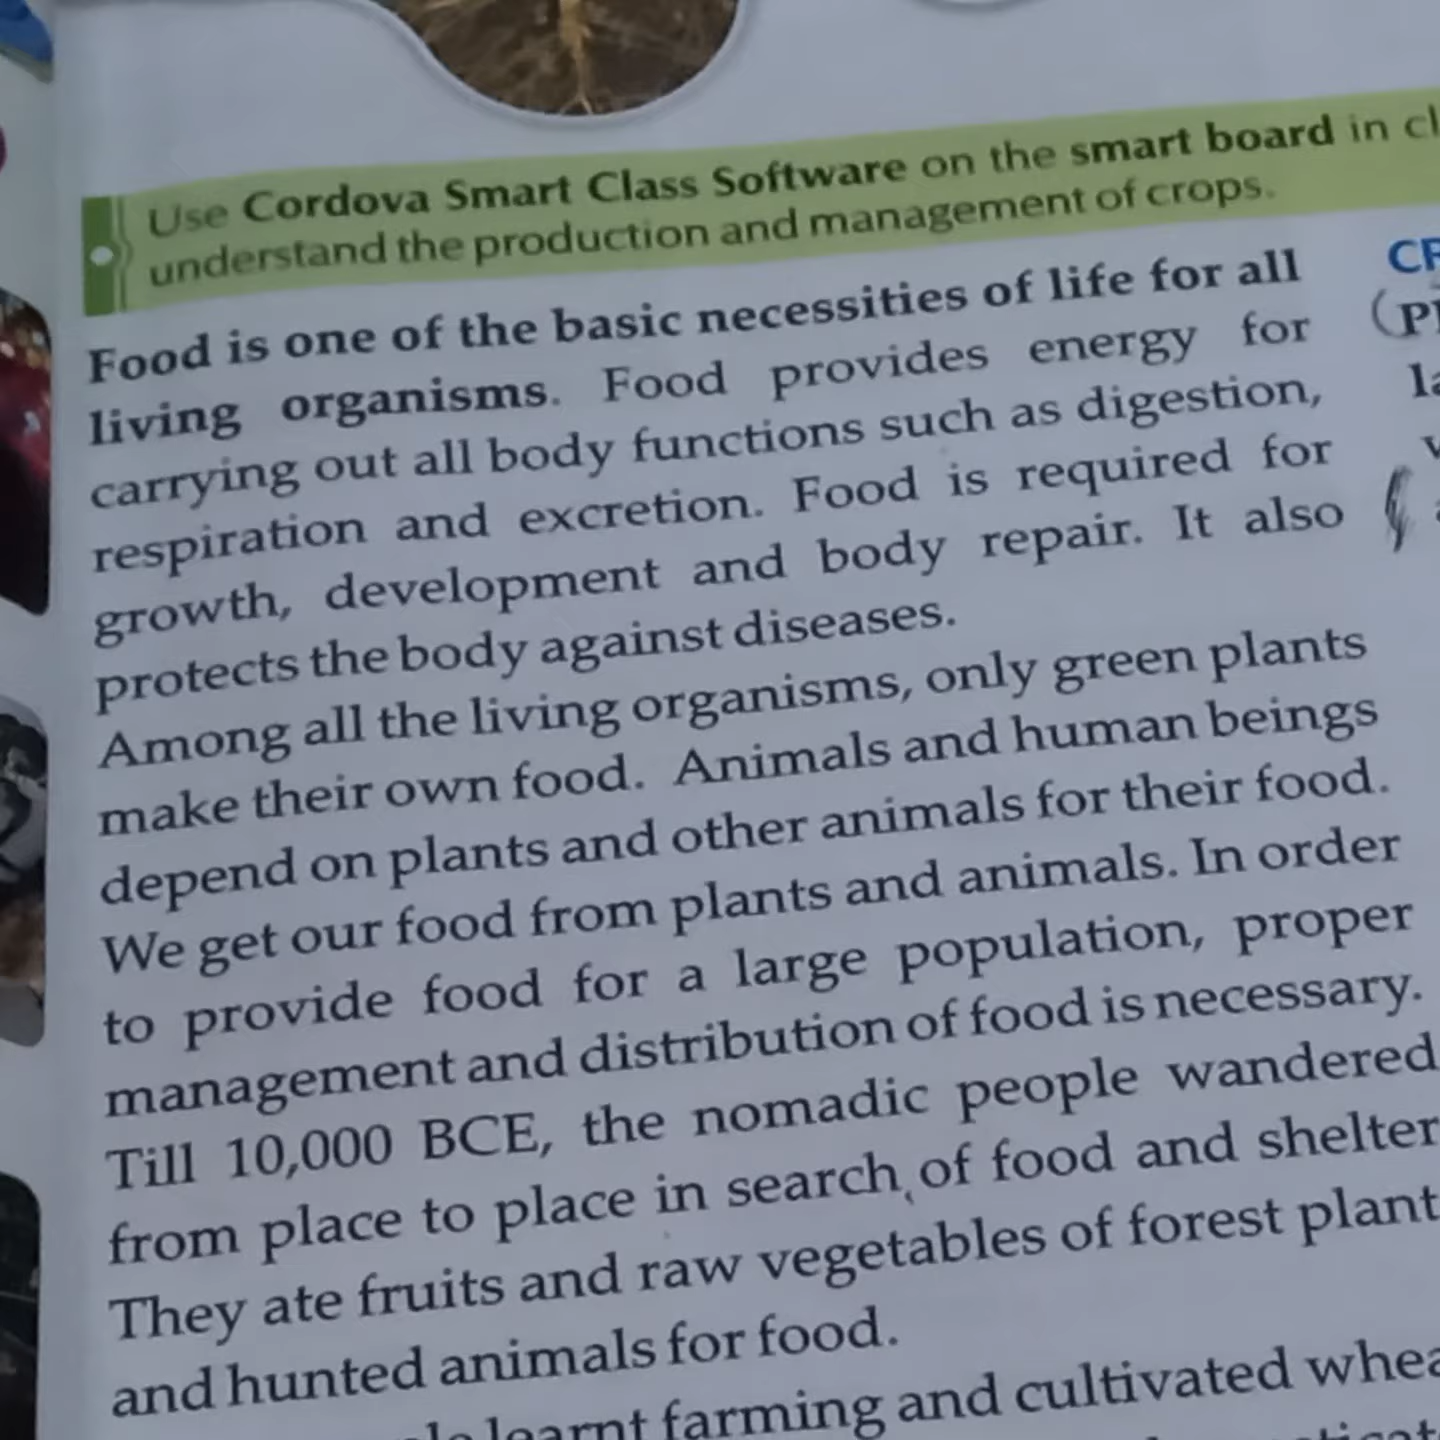 Use Cordova Smart Class Software on the smart board in
understand the production and management of crops.
Food is one of the basic necessities of life for all
living organisms. Food provides energy for
carrying out all body functions such as digestion,
respiration and excretion. Food is required for
growth, development and body repair. It also
protects the body against diseases.
Among all the living organisms, only green plants
make their own food. Animals and human beings
depend on plants and other animals for their food.
We get our food from plants and animals. In order
to provide food for a large population, proper
management and distribution of food is necessary.
Till 10,000 BCE, the nomadic people wandered
from place to place in search of food and shelter
They ate fruits and raw vegetables of forest
and hunted animals for food.
learnt farming and cultivated